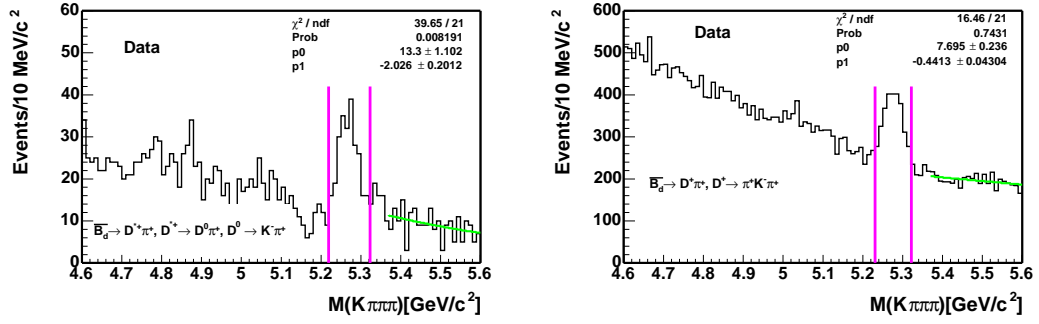 Events/10 MeV/c²
60
50
40
30
20
10
0
Data
χ² / ndf 39.65 / 21
Prob 0.008191
p0 13.3 ± 1.102
p1 -2.026 ± 0.2012
B̅d → D*+π+, D*+ → D0π+, D0 → K-π+
4.6 4.7 4.8 4.9 5 5.1 5.2 5.3 5.4 5.5 5.6
M(Kπππ)[GeV/c²]
Events/10 MeV/c²
600
500
400
300
200
100
0
Data
χ² / ndf 16.46 / 21
Prob 0.7431
p0 7.695 ± 0.236
p1 -0.4413 ± 0.04304
B̅d → D+π+, D+ → π+K-π+
4.6 4.7 4.8 4.9 5 5.1 5.2 5.3 5.4 5.5 5.6
M(Kπππ)[GeV/c²]